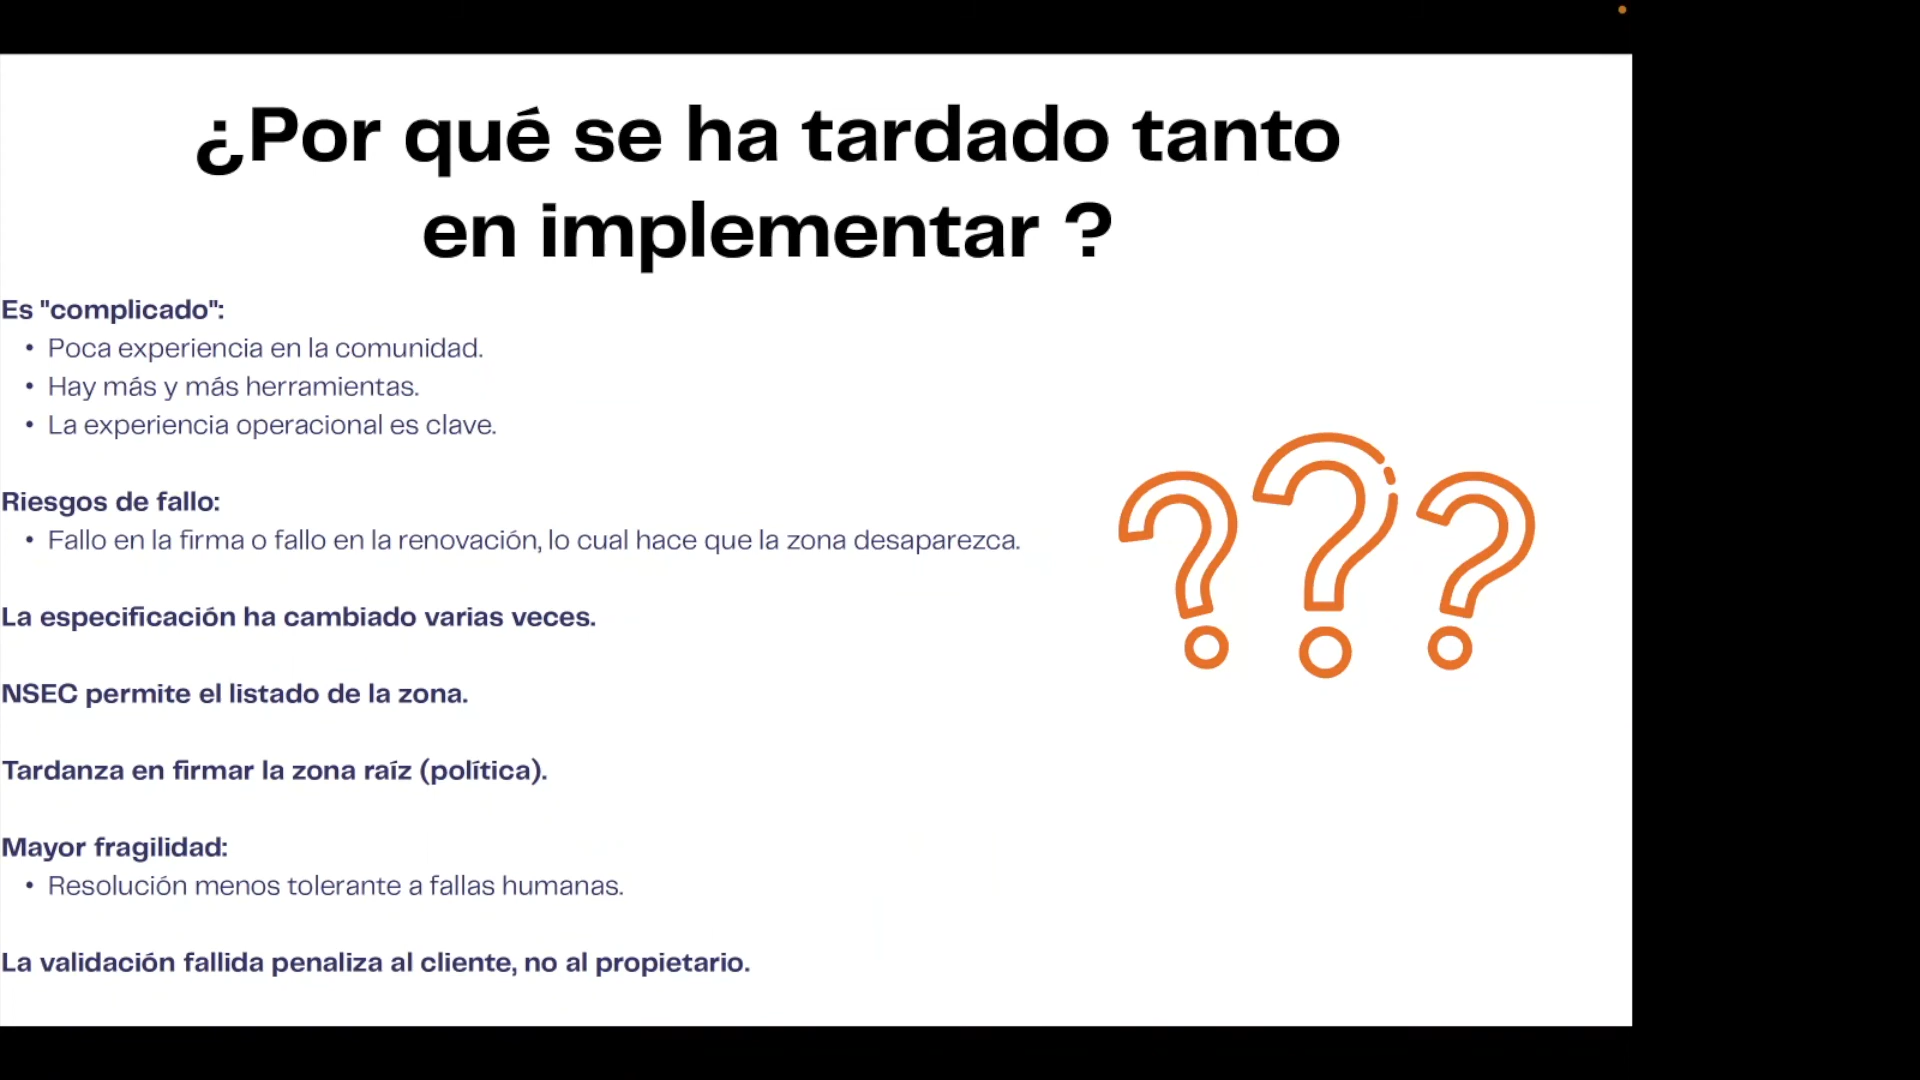 ¿Por qué se ha tardado tanto
en implementar ?
Es "complicado":
• Poca experiencia en la comunidad.
• Hay más y más herramientas.
• La experiencia operacional es clave.
Riesgos de fallo:
• Fallo en la firma o fallo en la renovación, lo cual hace que la zona desaparezca.
La especificación ha cambiado varias veces.
NSEC permite el listado de la zona.
Tardanza en firmar la zona raíz (política).
Mayor fragilidad:
• Resolución menos tolerante a fallas humanas.
La validación fallida penaliza al cliente, no al propietario.